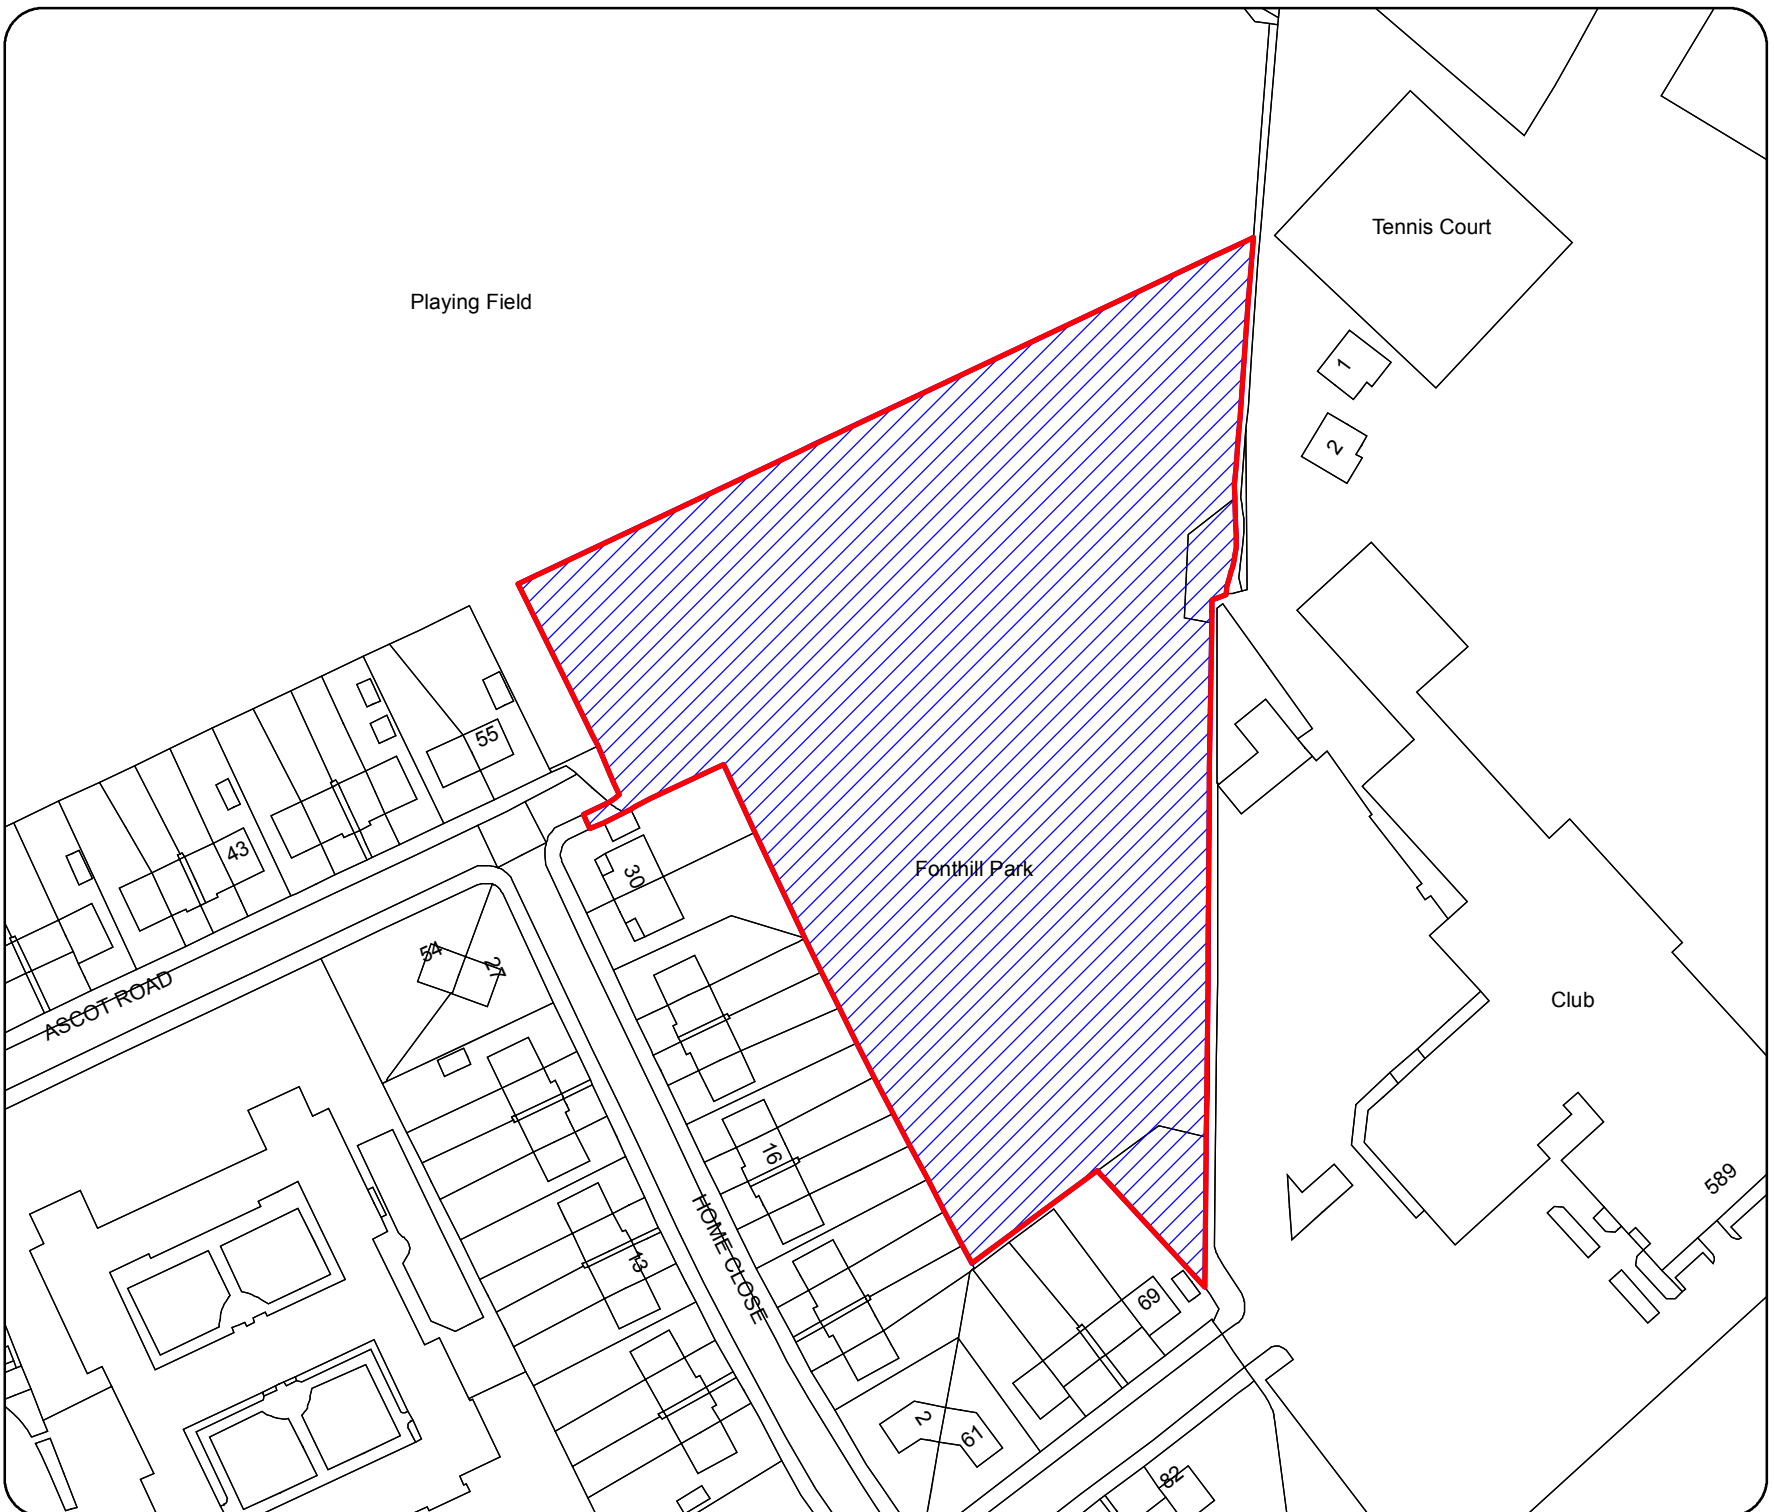 Tennis Court
Playing Field
1
2
55
43
30
Fonthill Park
54
27
ASCOT ROAD
Club
16
589
HOME CLOSE
13
69
2
61
82